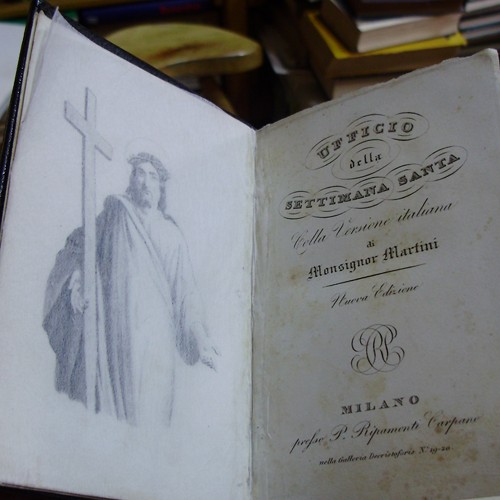 UFFICIO
della
SETTIMANA SANTA
Colla Versione italiana
di
Monsignor Martini
Nuova Edizione
MILANO
presso P. Ripamonti Carpano
nella Galleria Decristoforis Nº 19-20